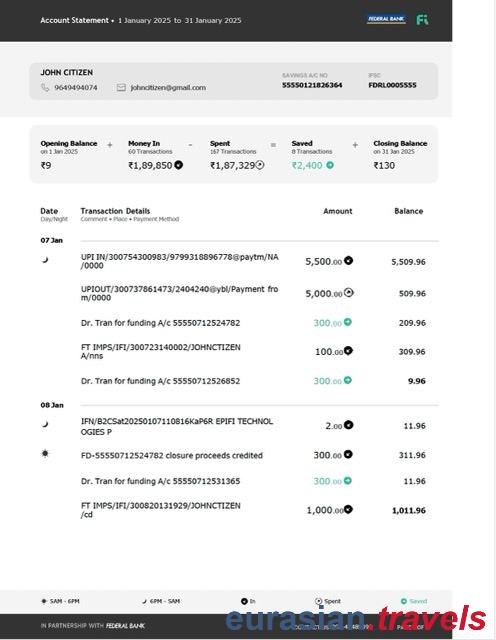 Account Statement • 1 January 2025 to 31 January 2025
FEDERAL BANK
Fi
JOHN CITIZEN
9649494074
johncitizen@gmail.com
SAVINGS A/C NO
55550121826364
IFSC
FDRL0005555
Opening Balance + Money In - Spent = Saved + Closing Balance
on 1 Jan 2025 60 Transactions 167 Transactions 8 Transactions on 31 Jan 2025
₹9 ₹1,89,850 ₹1,87,329 ₹2,400 ₹130
Date Transaction Details Amount Balance
Day/Night Comment • Place • Payment Method
07 Jan
UPI IN/300754300983/9799318896778@paytm/NA
/0000
5,500.00 5,509.96
UPIOUT/300737861473/2404240@ybl/Payment fro
m/0000
5,000.00 509.96
Dr. Tran for funding A/c 55550712524782 300.00 209.96
FT IMPS/IFI/300723140002/JOHNCTIZEN
A/nns
100.00 309.96
Dr. Tran for funding A/c 55550712526852 300.00 9.96
08 Jan
IFN/B2CSat20250107110816KaP6R EPIFI TECHNOL
OGIES P
2.00 11.96
FD-55550712524782 closure proceeds credited 300.00 311.96
Dr. Tran for funding A/c 55550712531365 300.00 11.96
FT IMPS/IFI/300820131929/JOHNCTIZEN
/cd
1,000.00 1,011.96
5AM - 6PM 6PM - 5AM In Spent Saved
IN PARTNERSHIP WITH FEDERAL BANK
eurasian travels